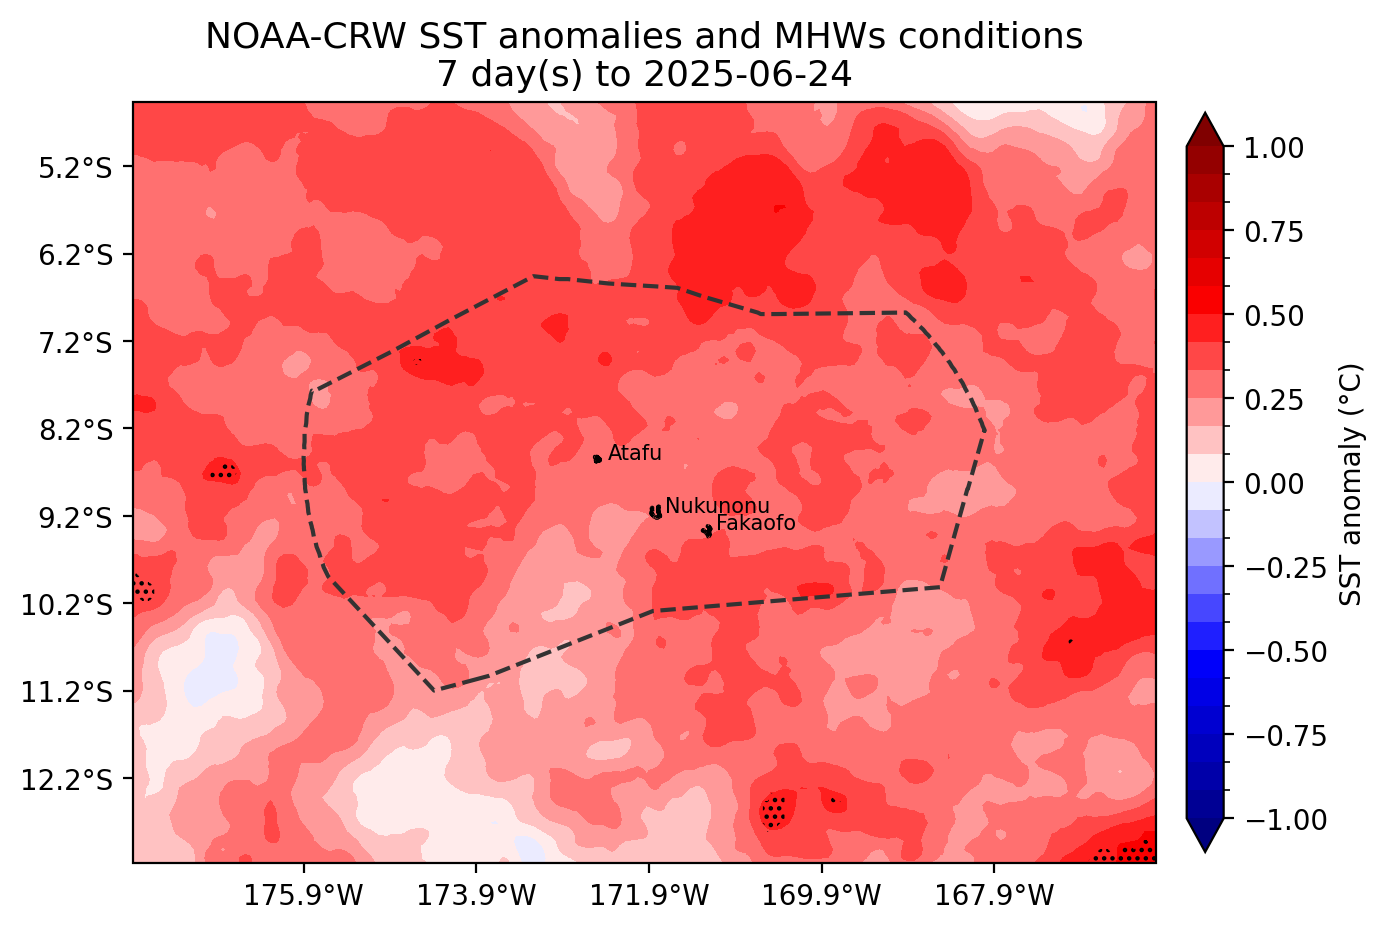 NOAA-CRW SST anomalies and MHWs conditions
7 day(s) to 2025-06-24
5.2°S
6.2°S
7.2°S
8.2°S
9.2°S
10.2°S
11.2°S
12.2°S
Atafu
Nukunonu
Fakaofo
175.9°W
173.9°W
171.9°W
169.9°W
167.9°W
1.00
0.75
0.50
0.25
0.00
−0.25
−0.50
−0.75
−1.00
SST anomaly (°C)